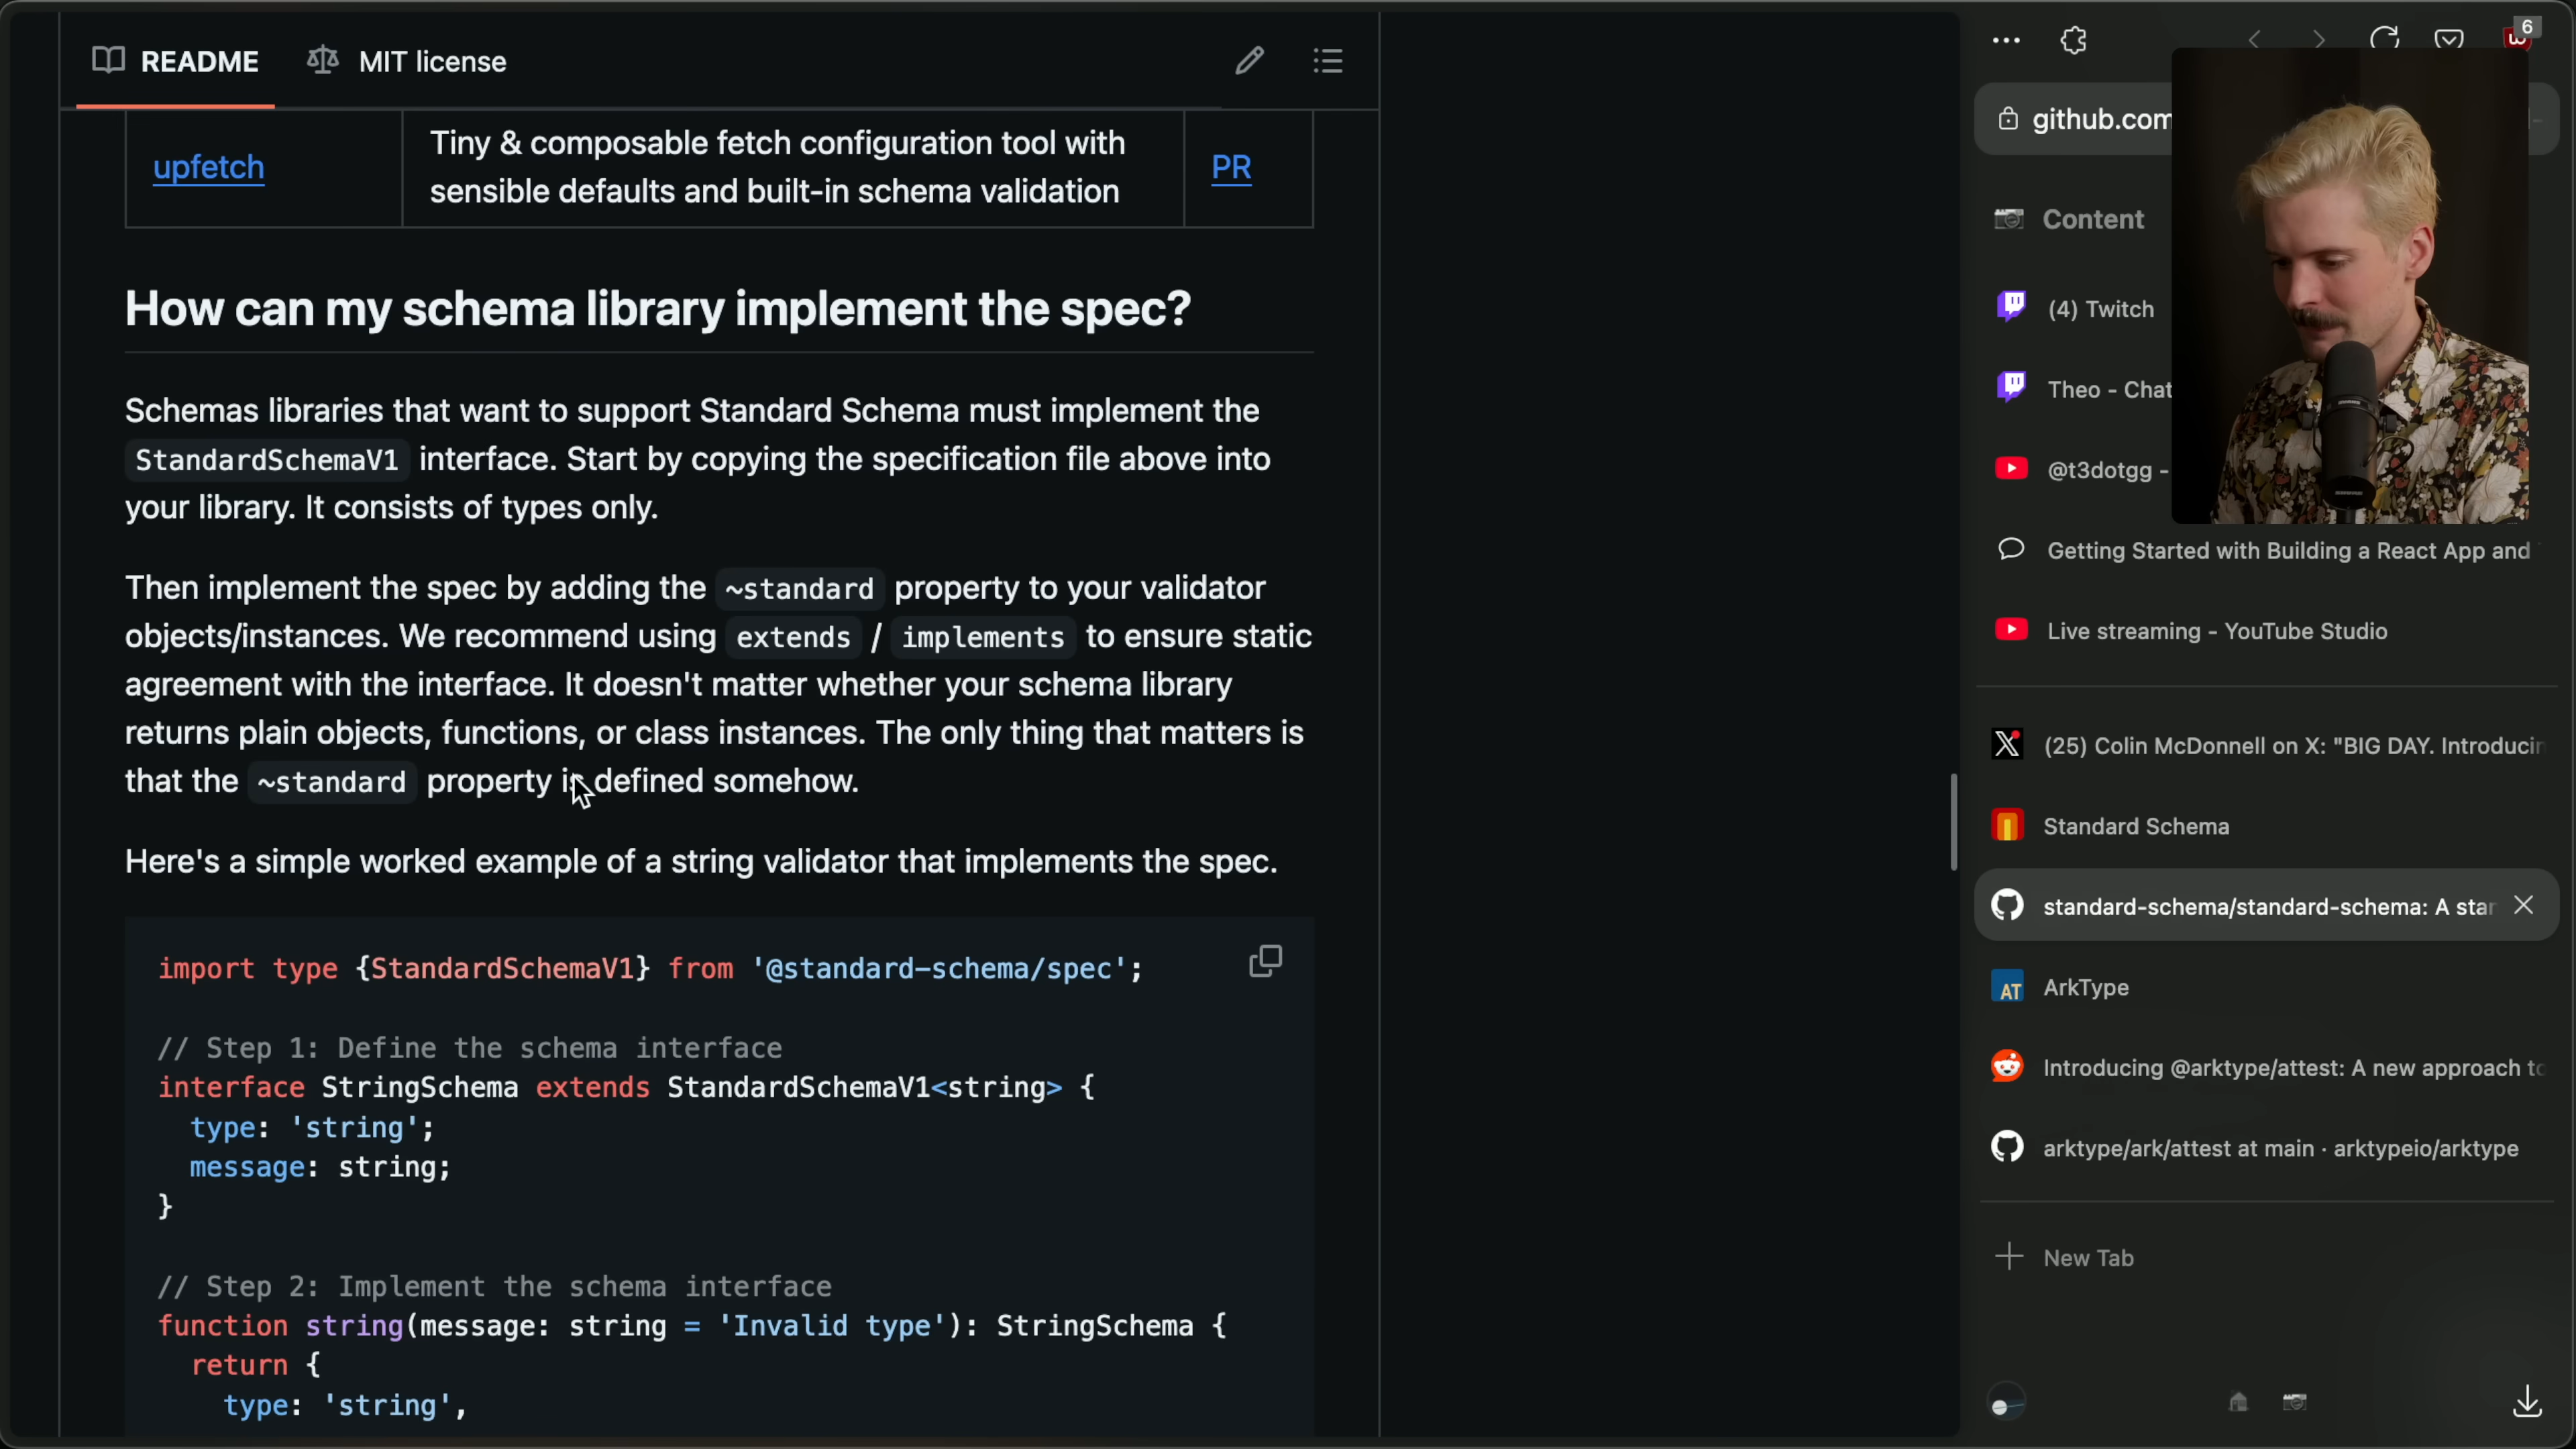 README
MIT license
upfetch
Tiny & composable fetch configuration tool with
sensible defaults and built-in schema validation
PR
How can my schema library implement the spec?
Schemas libraries that want to support Standard Schema must implement the
StandardSchemaV1 interface. Start by copying the specification file above into
your library. It consists of types only.
Then implement the spec by adding the ~standard property to your validator
objects/instances. We recommend using extends / implements to ensure static
agreement with the interface. It doesn't matter whether your schema library
returns plain objects, functions, or class instances. The only thing that matters is
that the ~standard property is defined somehow.
Here's a simple worked example of a string validator that implements the spec.
import type {StandardSchemaV1} from '@standard-schema/spec';
// Step 1: Define the schema interface
interface StringSchema extends StandardSchemaV1<string> {
type: 'string';
message: string;
}
// Step 2: Implement the schema interface
function string(message: string = 'Invalid type'): StringSchema {
return {
type: 'string',
6
github.com
Content
(4) Twitch
Theo - Chat
@t3dotgg -
Getting Started with Building a React App and
Live streaming - YouTube Studio
(25) Colin McDonnell on X: "BIG DAY. Introducin
Standard Schema
standard-schema/standard-schema: A star
AT ArkType
Introducing @arktype/attest: A new approach to
arktype/ark/attest at main · arktypeio/arktype
New Tab